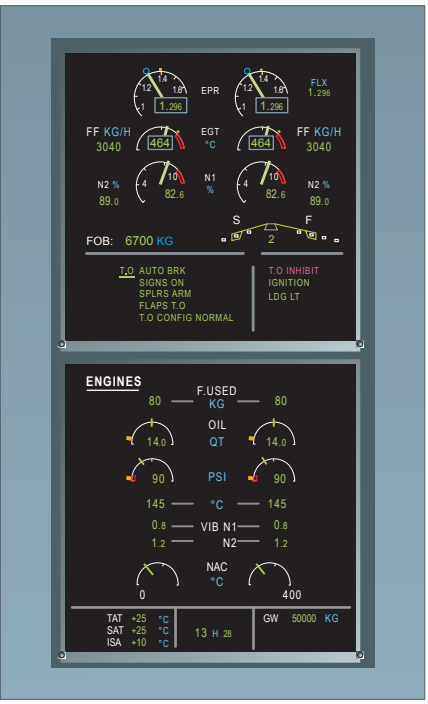 1.4 1.4
1.2 1.6 EPR 1.2 1.6 FLX
1 1.296 1 1.296 1.296
FF KG/H EGT FF KG/H
3040 464 °C 464 3040
N2 % 4 10 N1 4 10 N2 %
89.0 82.6 % 82.6 89.0
S F
FOB: 6700 KG 2
T.O AUTO BRK T.O INHIBIT
SIGNS ON IGNITION
SPLRS ARM LDG LT
FLAPS T.O
T.O CONFIG NORMAL
ENGINES
F.USED
80 KG 80
OIL
14.0 QT 14.0
90 PSI 90
145 °C 145
0.8 VIB N1 0.8
1.2 N2 1.2
NAC
°C
0 400
TAT +25 °C GW 50000 KG
SAT +25 °C 13 H 28
ISA +10 °C